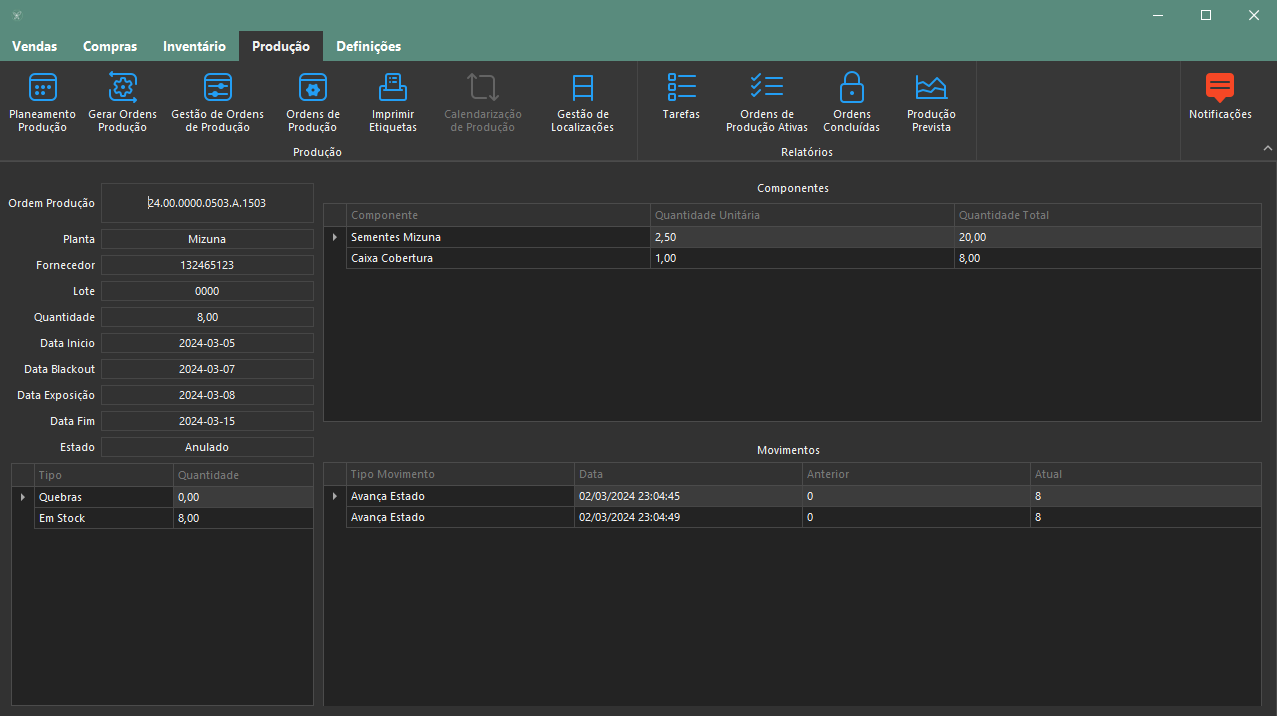 Vendas
Compras
Inventário
Produção
Definições
Planeamento
Produção
Gerar Ordens
Produção
Gestão de Ordens
de Produção
Ordens de
Produção
Imprimir
Etiquetas
Calendarização
de Produção
Gestão de
Localizações
Produção
Tarefas
Ordens de
Produção Ativas
Ordens
Concluídas
Produção
Prevista
Relatórios
Notificações
Ordem Produção 24.00.0000.0503.A.1503
Planta Mizuna
Fornecedor 132465123
Lote 0000
Quantidade 8,00
Data Inicio 2024-03-05
Data Blackout 2024-03-07
Data Exposição 2024-03-08
Data Fim 2024-03-15
Estado Anulado
Tipo Quantidade
Quebras 0,00
Em Stock 8,00
Componentes
Componente Quantidade Unitária Quantidade Total
Sementes Mizuna 2,50 20,00
Caixa Cobertura 1,00 8,00
Movimentos
Tipo Movimento Data Anterior Atual
Avança Estado 02/03/2024 23:04:45 0 8
Avança Estado 02/03/2024 23:04:49 0 8